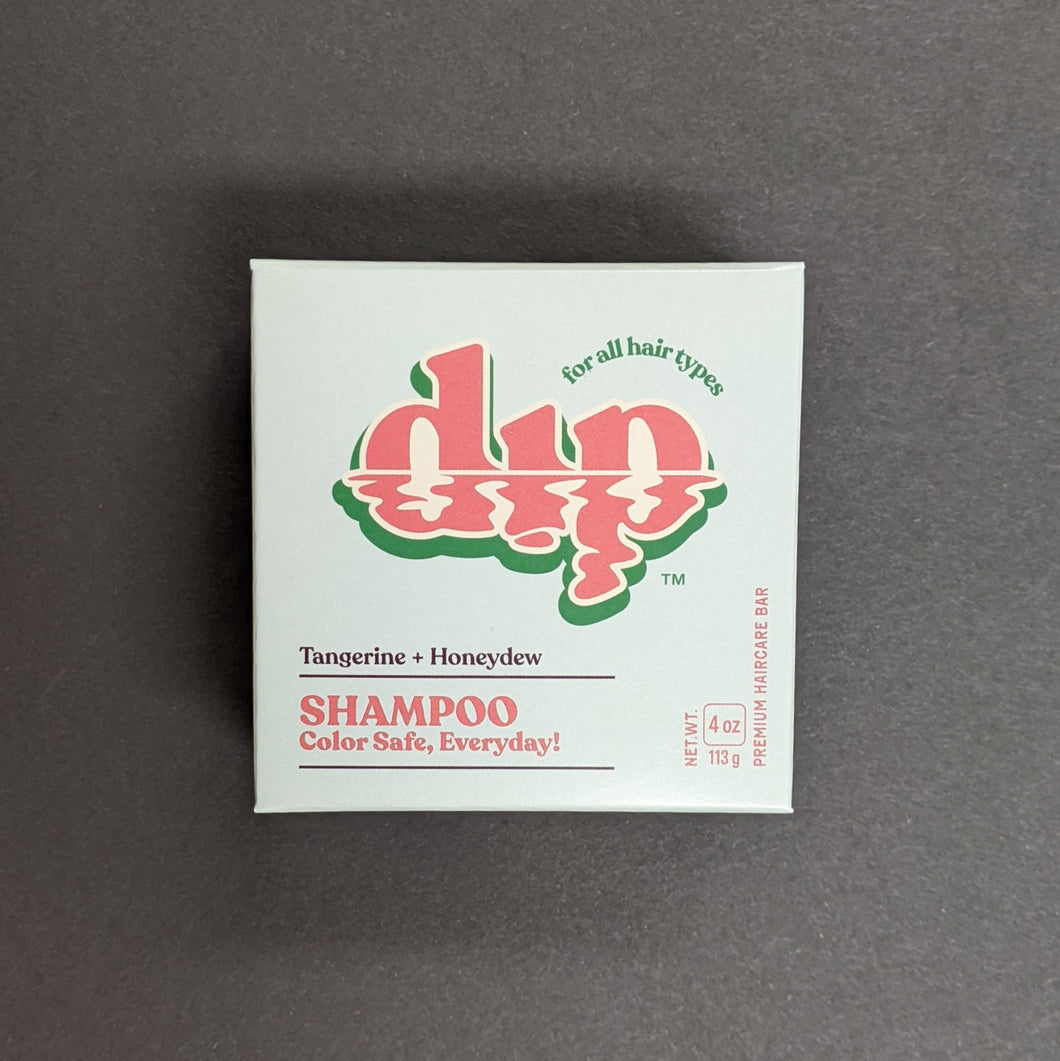 for all hair types
dip
TM
Tangerine + Honeydew
SHAMPOO
Color Safe, Everyday!
NET.WT.
4 oz
113 g
PREMIUM HAIRCARE BAR